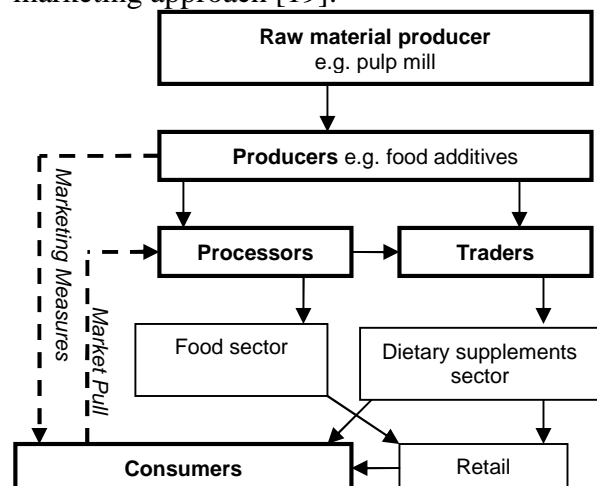 marketing approach [19].
Raw material producer
e.g. pulp mill
Producers e.g. food additives
Marketing Measures
Market Pull
Processors
Traders
Food sector
Dietary supplements
sector
Consumers
Retail